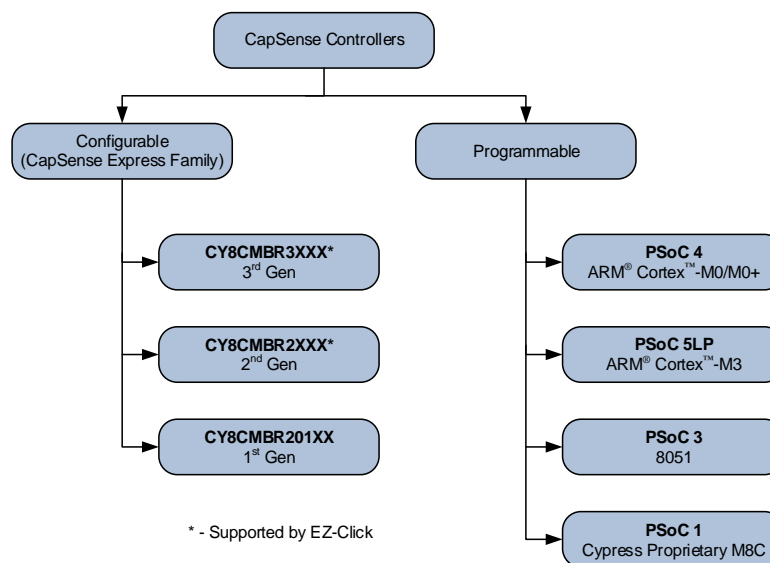 CapSense Controllers
Configurable
(CapSense Express Family)
Programmable
CY8CMBR3XXX*
3rd Gen
CY8CMBR2XXX*
2nd Gen
CY8CMBR201XX
1st Gen
* - Supported by EZ-Click
PSoC 4
ARM® Cortex™-M0/M0+
PSoC 5LP
ARM® Cortex™-M3
PSoC 3
8051
PSoC 1
Cypress Proprietary M8C